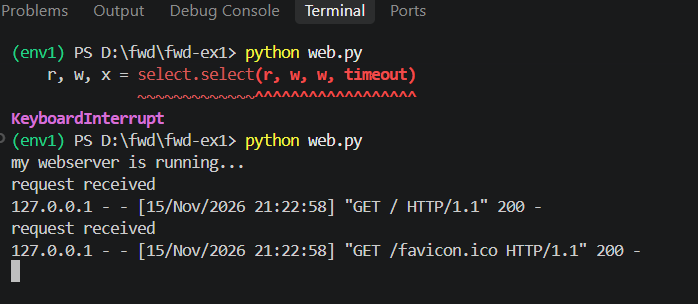 Problems Output Debug Console Terminal Ports
(env1) PS D:\fwd\fwd-ex1> python web.py
    r, w, x = select.select(r, w, w, timeout)
              ~~~~~~~~~~~~~^^^^^^^^^^^^^^^^^^
KeyboardInterrupt
(env1) PS D:\fwd\fwd-ex1> python web.py
my webserver is running...
request received
127.0.0.1 - - [15/Nov/2026 21:22:58] "GET / HTTP/1.1" 200 -
request received
127.0.0.1 - - [15/Nov/2026 21:22:58] "GET /favicon.ico HTTP/1.1" 200 -